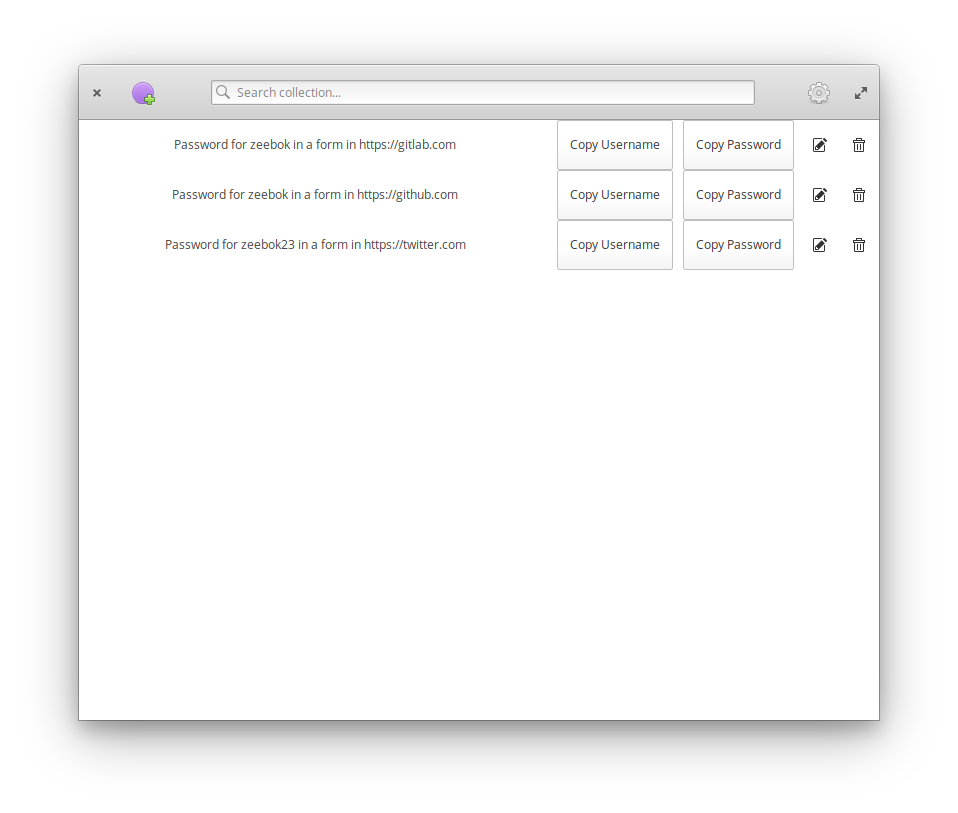 Search collection...
Password for zeebok in a form in https://gitlab.com Copy Username Copy Password
Password for zeebok in a form in https://github.com Copy Username Copy Password
Password for zeebok23 in a form in https://twitter.com Copy Username Copy Password